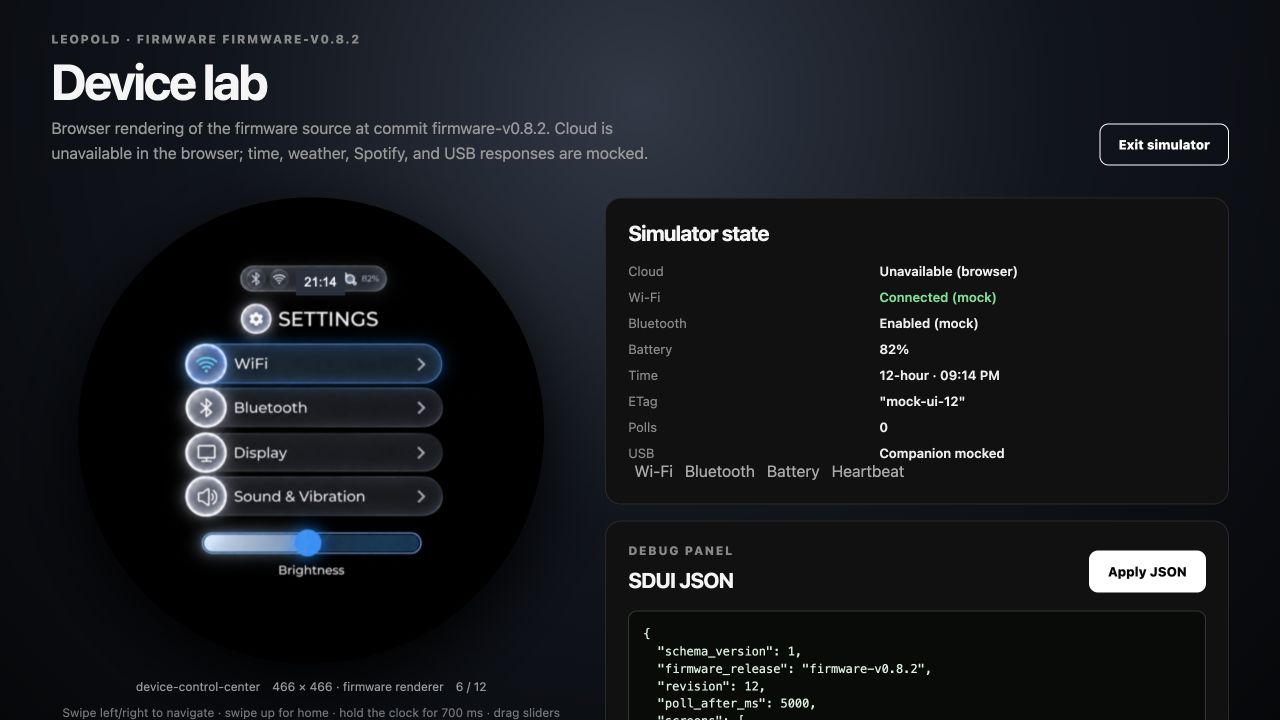 LEOPOLD · FIRMWARE FIRMWARE-V0.8.2
Device lab
Browser rendering of the firmware source at commit firmware-v0.8.2. Cloud is
unavailable in the browser; time, weather, Spotify, and USB responses are mocked.
Exit simulator
21:14 82%
SETTINGS
WiFi
Bluetooth
Display
Sound & Vibration
Brightness
device-control-center 466 × 466 · firmware renderer 6 / 12
Swipe left/right to navigate · swipe up for home · hold the clock for 700 ms · drag sliders
Simulator state
Cloud Unavailable (browser)
Wi-Fi Connected (mock)
Bluetooth Enabled (mock)
Battery 82%
Time 12-hour · 09:14 PM
ETag "mock-ui-12"
Polls 0
USB Companion mocked
Wi-Fi Bluetooth Battery Heartbeat
DEBUG PANEL
SDUI JSON
Apply JSON
{
"schema_version": 1,
"firmware_release": "firmware-v0.8.2",
"revision": 12,
"poll_after_ms": 5000,
"screens": [